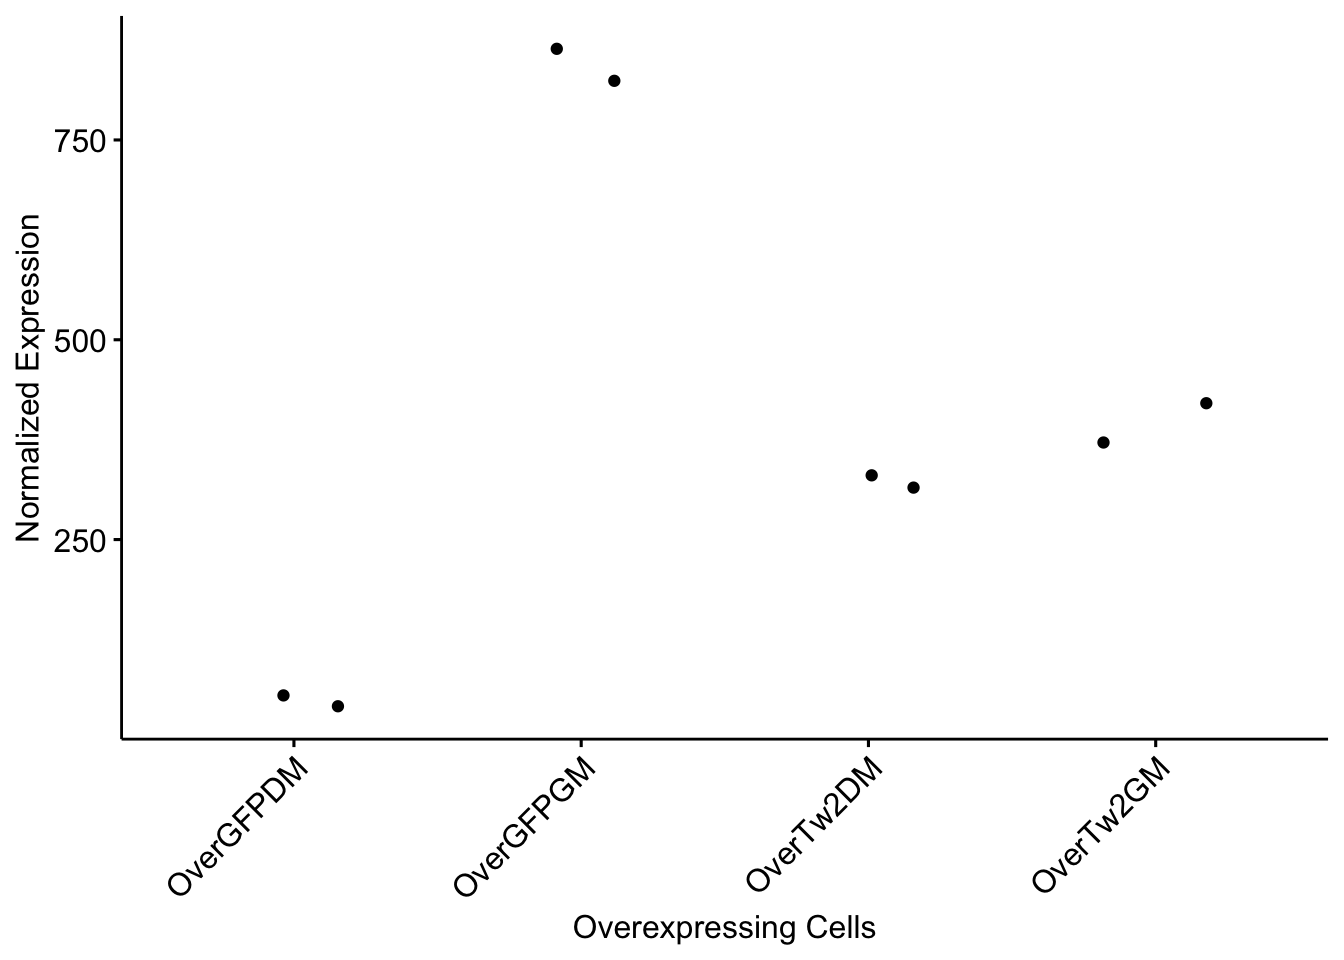 Normalized Expression
750
500
250
OverGFPDM
OverGFPGM
OverTw2DM
OverTw2GM
Overexpressing Cells